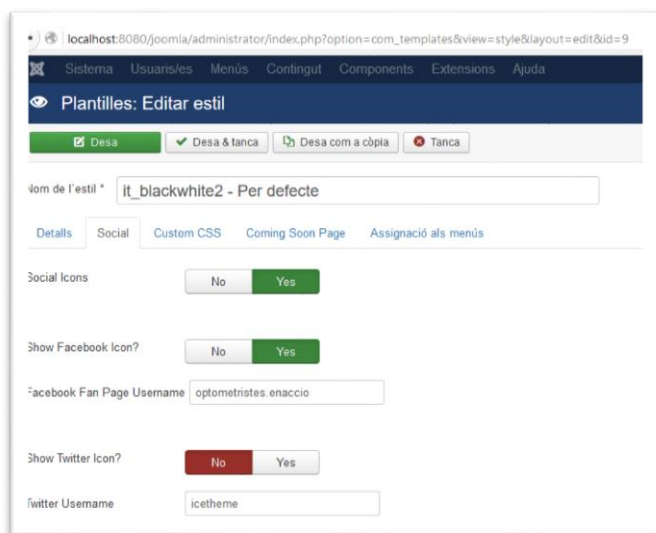 localhost:8080/joomla/administrator/index.php?option=com_templates&view=style&layout=edit&id=9
Sistema Usuaris/es Menús Contingut Components Extensions Ajuda
Plantilles: Editar estil
Desa Desa & tanca Desa com a còpia Tanca
Nom de l'estil * it_blackwhite2 - Per defecte
Detalls Social Custom CSS Coming Soon Page Assignació als menús
Social Icons No Yes
Show Facebook Icon? No Yes
Facebook Fan Page Username optometristes.enaccio
Show Twitter Icon? No Yes
Twitter Username icetheme